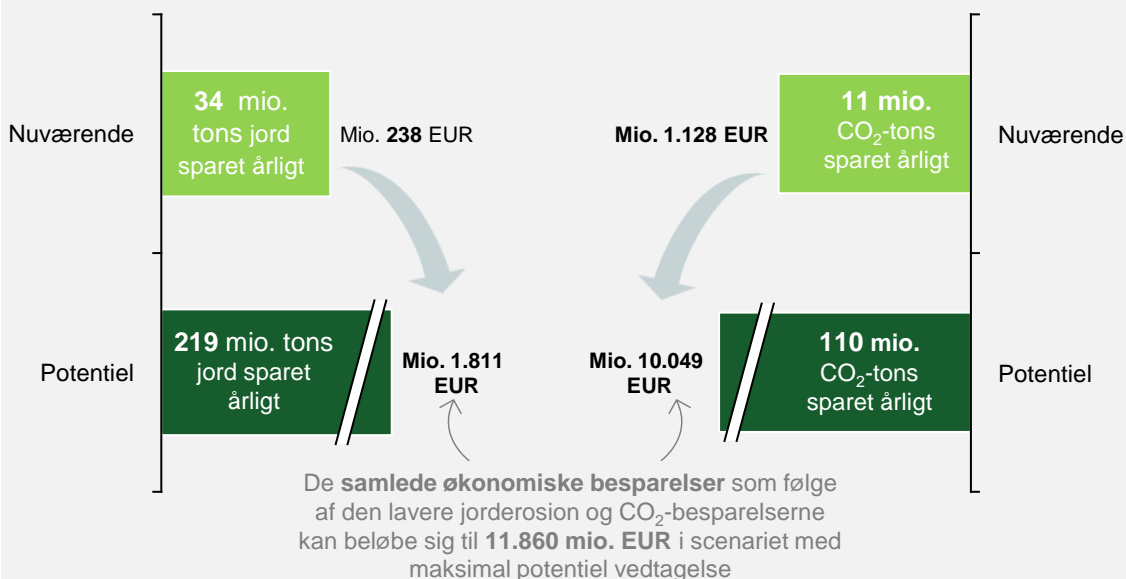 Nuværende
34 mio.
tons jord
sparet årligt
Mio. 238 EUR
Mio. 1.128 EUR
11 mio.
CO₂-tons
sparet årligt
Nuværende
Potentiel
219 mio. tons
jord sparet
årligt
Mio. 1.811
EUR
Mio. 10.049
EUR
110 mio.
CO₂-tons
sparet årligt
Potentiel
De samlede økonomiske besparelser som følge
af den lavere jorderosion og CO₂-besparelserne
kan beløbe sig til 11.860 mio. EUR i scenariet med
maksimal potentiel vedtagelse